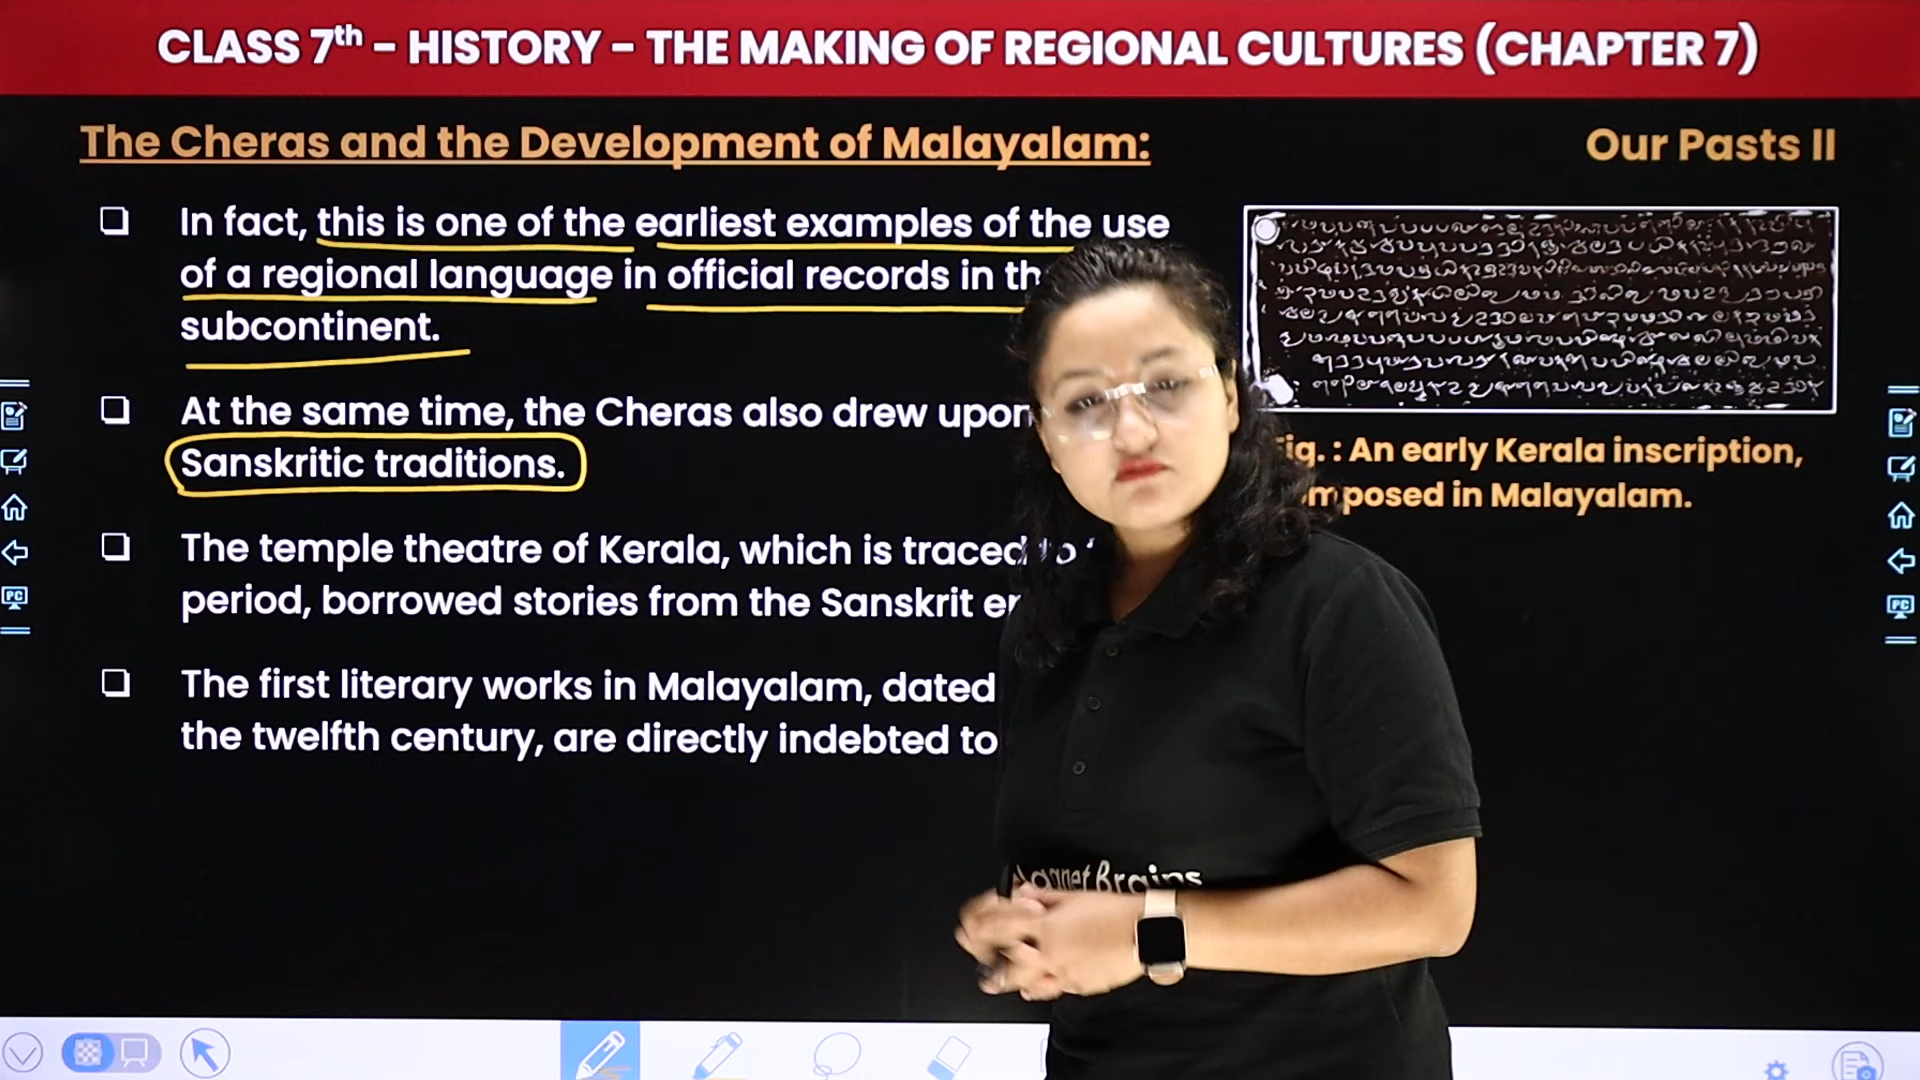 CLASS 7th - HISTORY - THE MAKING OF REGIONAL CULTURES (CHAPTER 7)
The Cheras and the Development of Malayalam:
Our Pasts II
❑ In fact, this is one of the earliest examples of the use
of a regional language in official records in
subcontinent.
❑ At the same time, the Cheras also drew upon
Sanskritic traditions.
❑ The temple theatre of Kerala, which is traced to
period, borrowed stories from the Sanskrit
❑ The first literary works in Malayalam, dated
the twelfth century, are directly indebted to
: An early Kerala inscription,
in Malayalam.
Brains
PC
PC